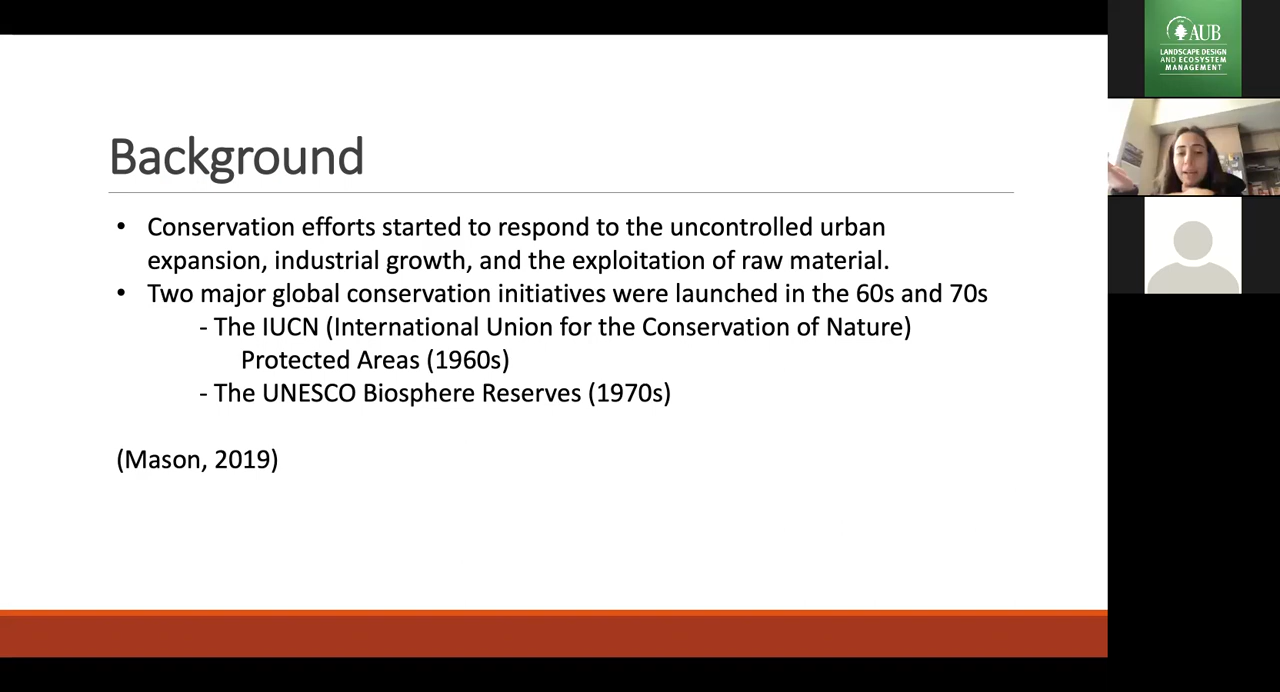 Background
• Conservation efforts started to respond to the uncontrolled urban
expansion, industrial growth, and the exploitation of raw material.
• Two major global conservation initiatives were launched in the 60s and 70s
- The IUCN (International Union for the Conservation of Nature)
Protected Areas (1960s)
- The UNESCO Biosphere Reserves (1970s)
(Mason, 2019)
AUB
LANDSCAPE DESIGN
AND ECOSYSTEM
MANAGEMENT